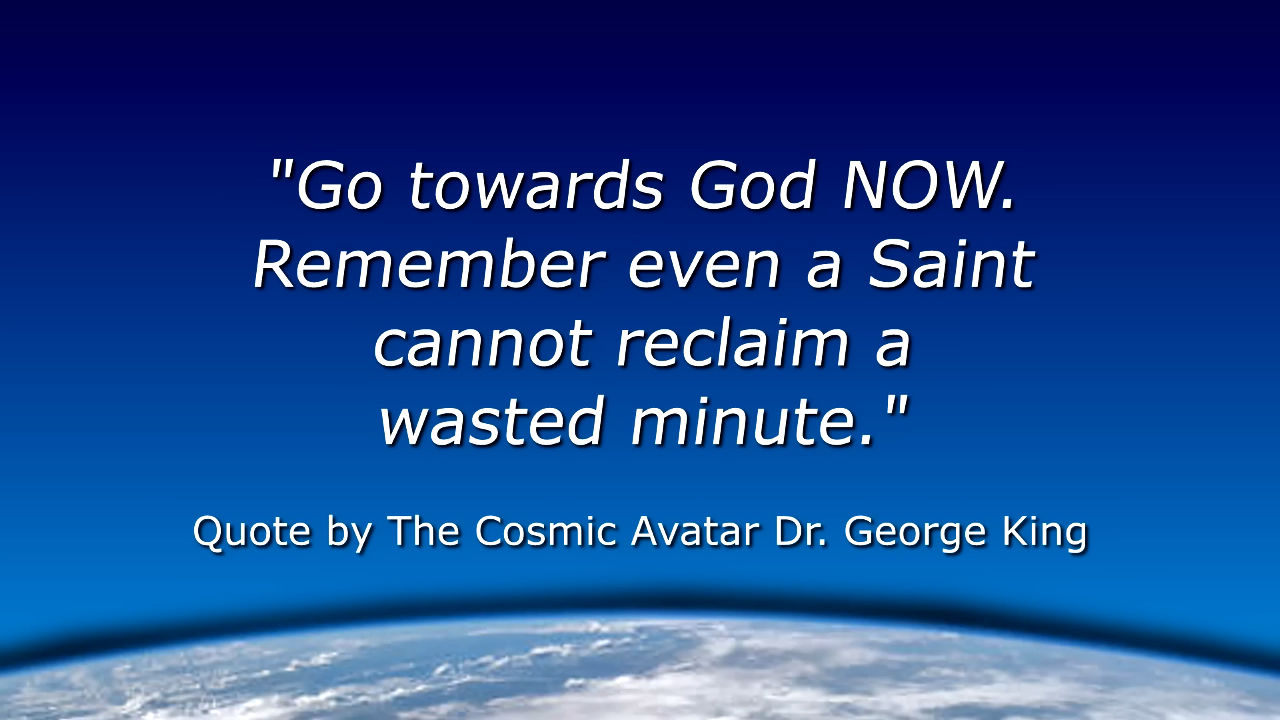 "Go towards God NOW.
Remember even a Saint
cannot reclaim a
wasted minute."
Quote by The Cosmic Avatar Dr. George King